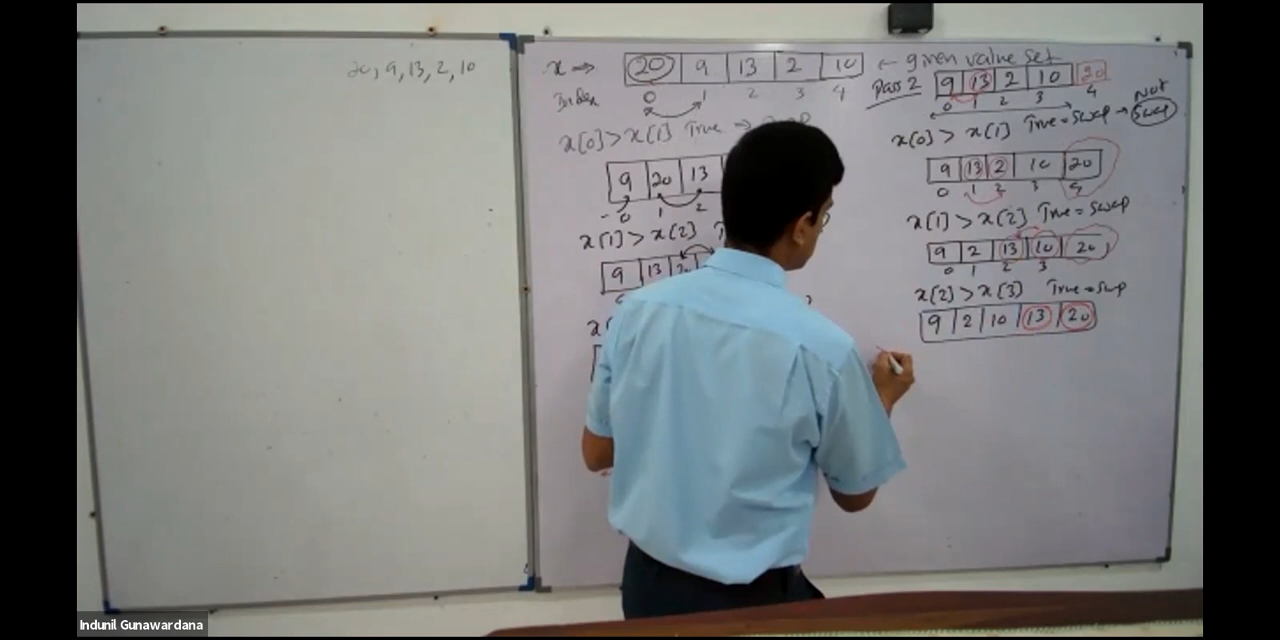 20, 9, 13, 2, 10
x ⇒ 20 9 13 2 10 ← given value set
Index 0 1 2 3 4
x[0] > x[1] True ⇒
9 20 13
0 1 2
x[1] > x[2] T
9 13 20
Pass 2 9 13 2 10 20
0 1 2 3 4
x[0] > x[1] True = Swap → Not Swap
9 13 2 10 20
0 1 2 3 4
x[1] > x[2] True = Swap
9 2 13 10 20
0 1 2 3
x[2] > x[3] True = Swp
9 2 10 13 20
Indunil Gunawardana